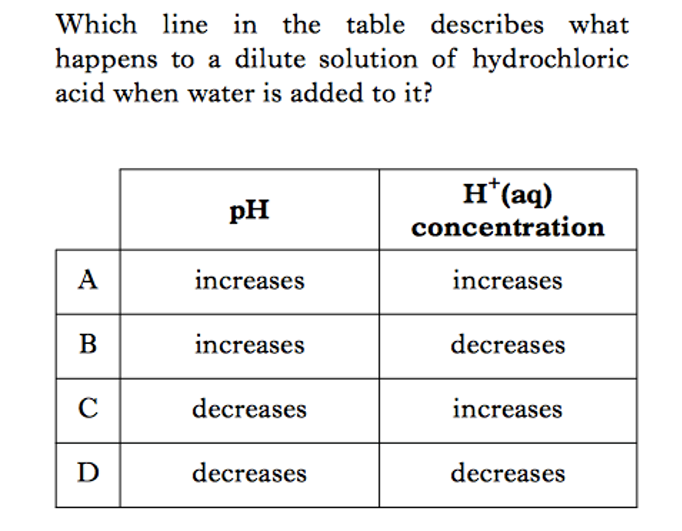 Which line in the table describes what
happens to a dilute solution of hydrochloric
acid when water is added to it?
pH H⁺(aq)
concentration
A increases increases
B increases decreases
C decreases increases
D decreases decreases